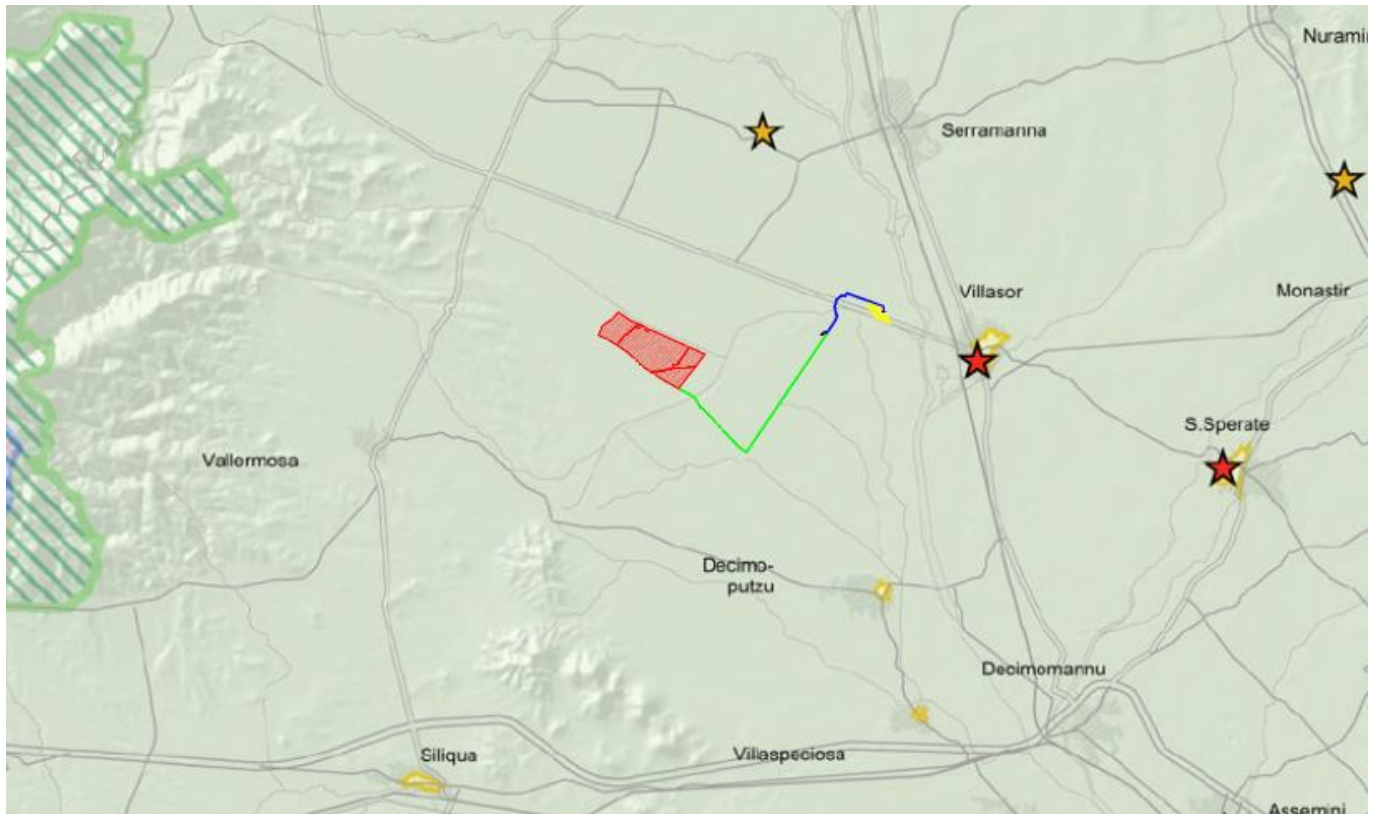 Nurami
Serramanna
Villasor
Monastir
S.Sperate
Vallermosa
Decimo-
putzu
Decimomannu
Siliqua
Villaspeciosa
Assemini